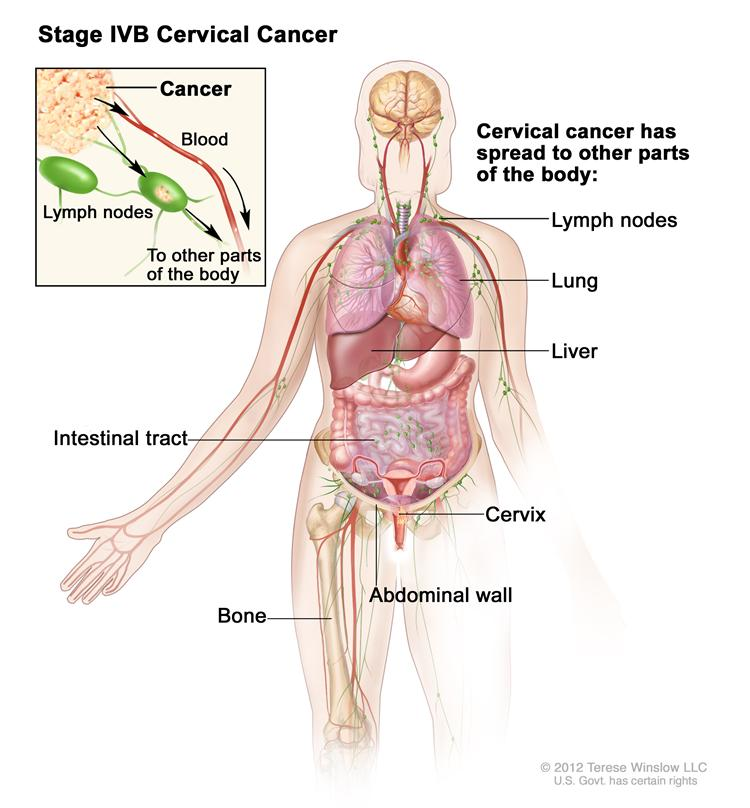 Stage IVB Cervical Cancer
Cancer
Blood
Lymph nodes
To other parts
of the body
Cervical cancer has
spread to other parts
of the body:
Lymph nodes
Lung
Liver
Intestinal tract
Cervix
Abdominal wall
Bone
© 2012 Terese Winslow LLC
U.S. Govt. has certain rights